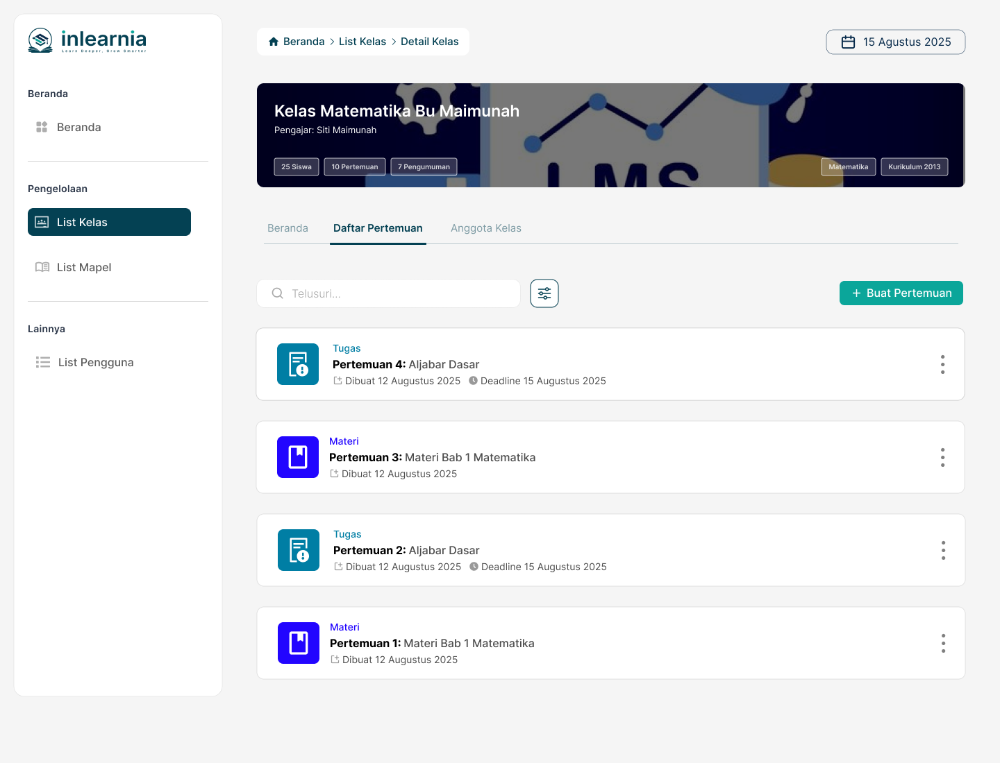 inlearnia
Learn Deeper, Grow Smarter
Beranda
Beranda
Pengelolaan
List Kelas
List Mapel
Lainnya
List Pengguna
Beranda > List Kelas > Detail Kelas
15 Agustus 2025
Kelas Matematika Bu Maimunah
Pengajar: Siti Maimunah
25 Siswa 10 Pertemuan 7 Pengumuman Matematika Kurikulum 2013
LMS
Beranda Daftar Pertemuan Anggota Kelas
Telusuri...
+ Buat Pertemuan
Tugas
Pertemuan 4: Aljabar Dasar
Dibuat 12 Augustus 2025 Deadline 15 Augustus 2025
Materi
Pertemuan 3: Materi Bab 1 Matematika
Dibuat 12 Augustus 2025
Tugas
Pertemuan 2: Aljabar Dasar
Dibuat 12 Augustus 2025 Deadline 15 Augustus 2025
Materi
Pertemuan 1: Materi Bab 1 Matematika
Dibuat 12 Augustus 2025